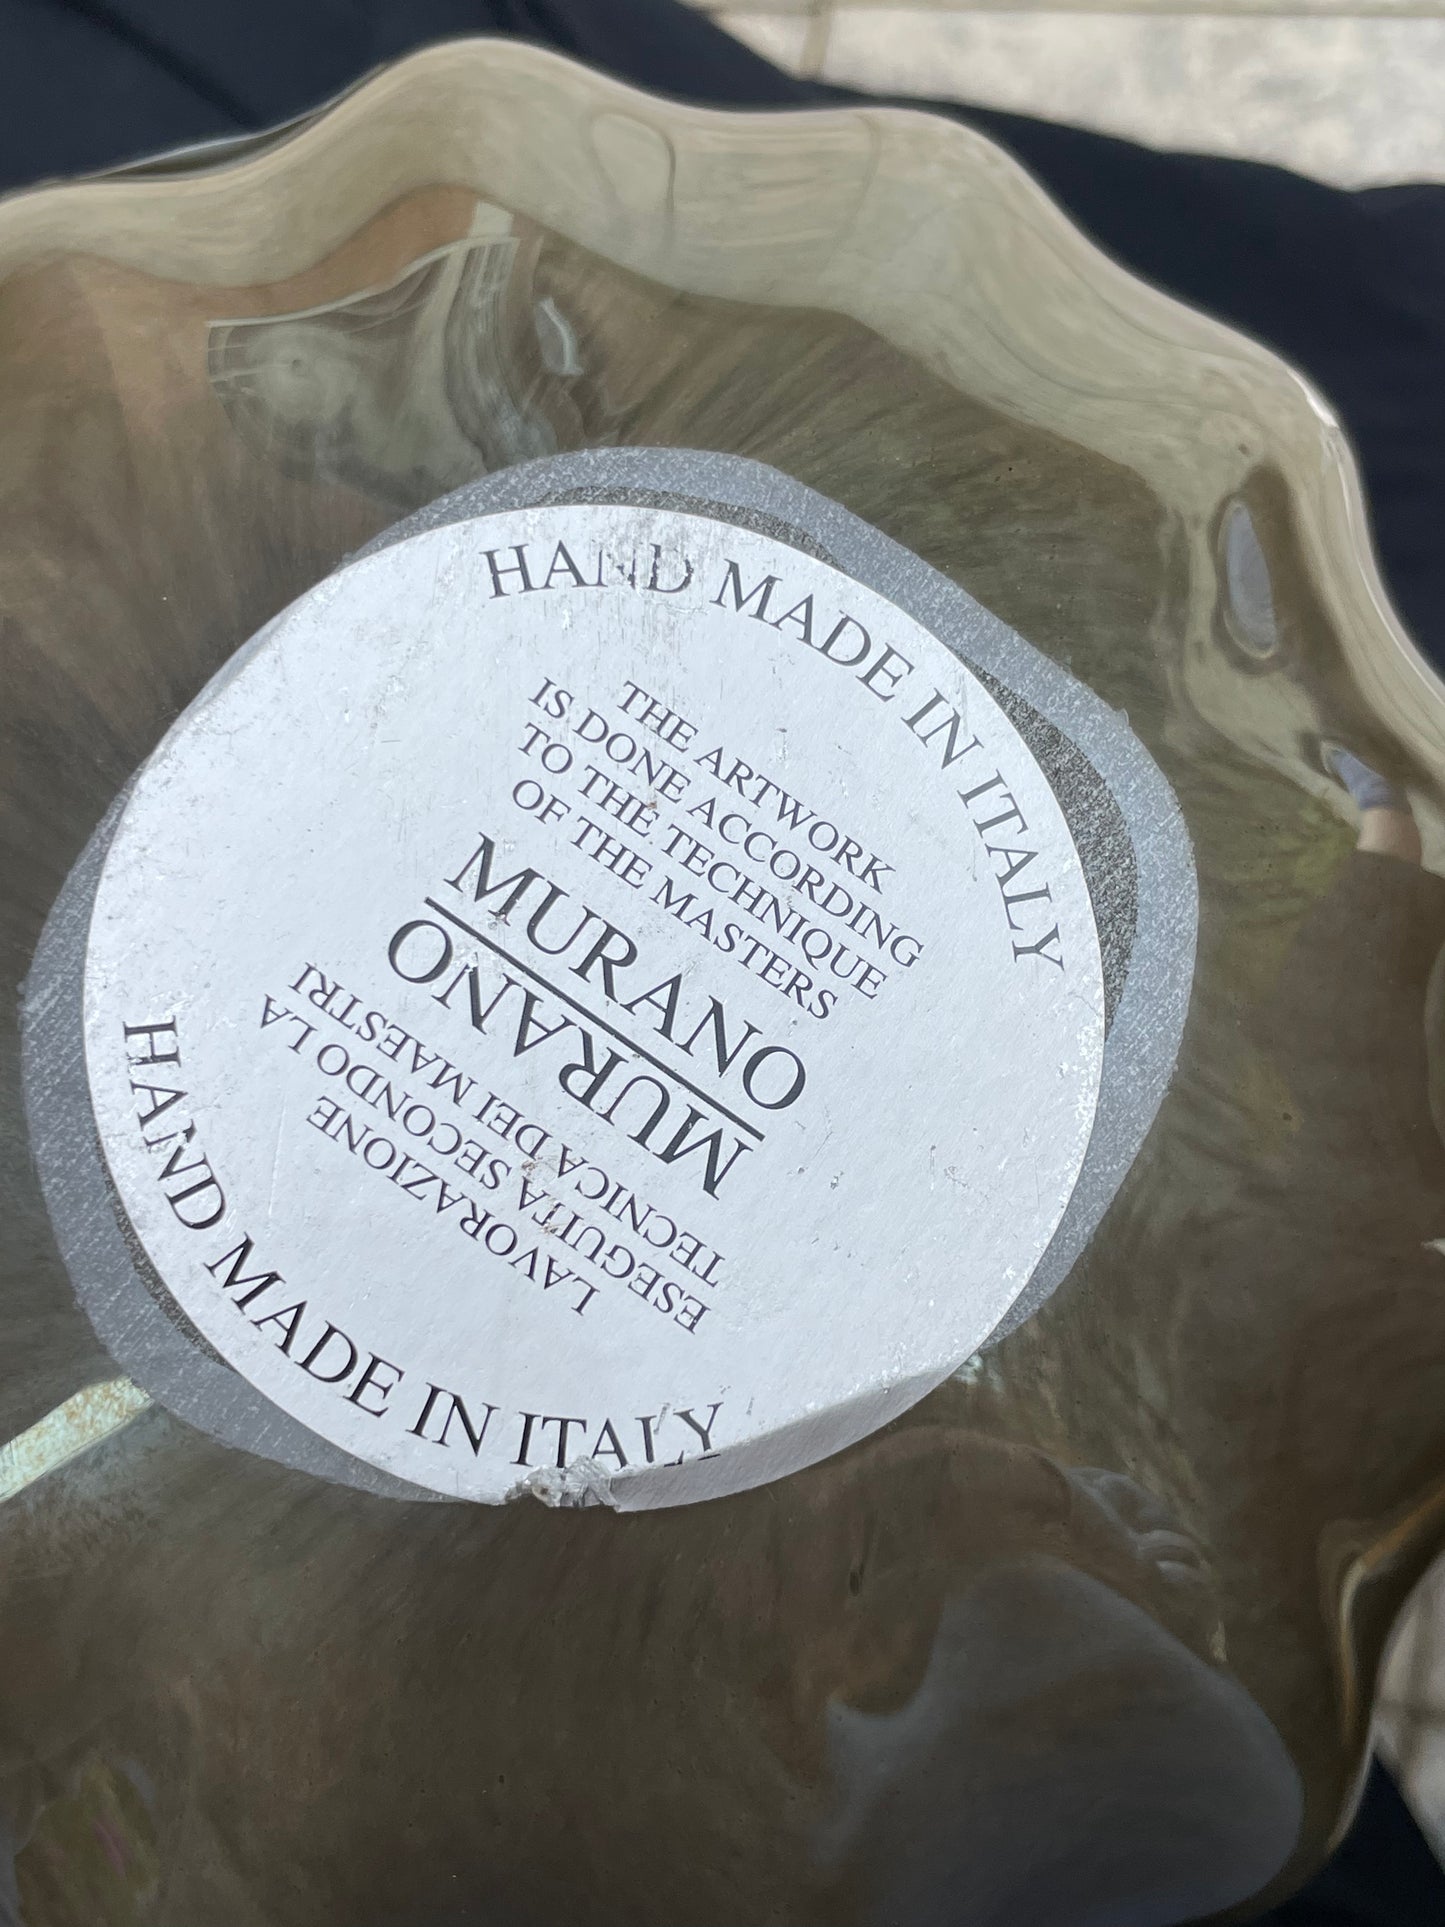 HAND MADE IN ITALY
THE ARTWORK
IS DONE ACCORDING
TO THE TECHNIQUE
OF THE MASTERS
MURANO
MURANO
LAVORAZIONE
ESEGUITA SECONDO LA
TECNICA DEI MAESTRI
HAND MADE IN ITALY